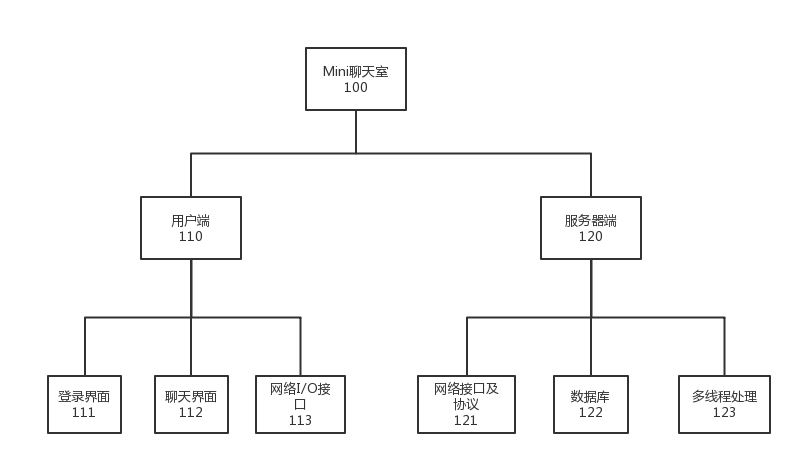 Mini聊天室
100
用户端
110
服务器端
120
登录界面
111
聊天界面
112
网络I/O接
口
113
网络接口及
协议
121
数据库
122
多线程处理
123